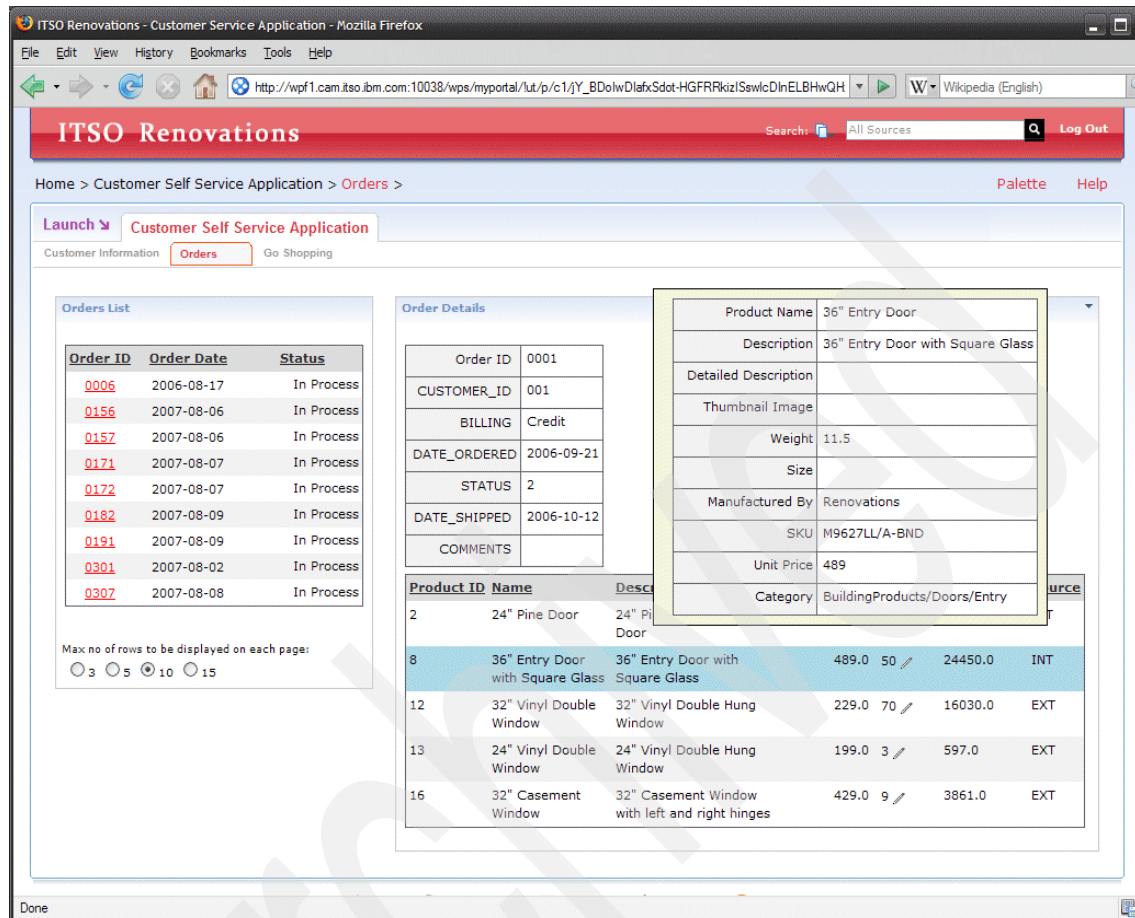 ITSO Renovations - Customer Service Application - Mozilla Firefox
File Edit View History Bookmarks Tools Help
http://wpf1.cam.itso.ibm.com:10038/wps/myportal/!ut/p/c1/jY_BDoIwDIafxSdot-HGFRRkizISswIcDInELBHwQH W Wikipedia (English)
ITSO Renovations
Search: All Sources Log Out
Home > Customer Self Service Application > Orders >
Palette Help
Launch Customer Self Service Application
Customer Information Orders Go Shopping
Orders List
Order ID Order Date Status
0006 2006-08-17 In Process
0156 2007-08-06 In Process
0157 2007-08-06 In Process
0171 2007-08-07 In Process
0172 2007-08-07 In Process
0182 2007-08-09 In Process
0191 2007-08-09 In Process
0301 2007-08-02 In Process
0307 2007-08-08 In Process
Max no of rows to be displayed on each page:
3 5 10 15
Order Details
Order ID 0001
CUSTOMER_ID 001
BILLING Credit
DATE_ORDERED 2006-09-21
STATUS 2
DATE_SHIPPED 2006-10-12
COMMENTS
Product Name 36" Entry Door
Description 36" Entry Door with Square Glass
Detailed Description
Thumbnail Image
Weight 11.5
Size
Manufactured By Renovations
SKU M9627LL/A-BND
Unit Price 489
Category BuildingProducts/Doors/Entry
Product ID Name Descr urce
2 24" Pine Door 24" Pi T
Door
8 36" Entry Door 36" Entry Door with 489.0 50 24450.0 INT
with Square Glass Square Glass
12 32" Vinyl Double 32" Vinyl Double Hung 229.0 70 16030.0 EXT
Window Window
13 24" Vinyl Double 24" Vinyl Double Hung 199.0 3 597.0 EXT
Window Window
16 32" Casement 32" Casement Window 429.0 9 3861.0 EXT
Window with left and right hinges
Done